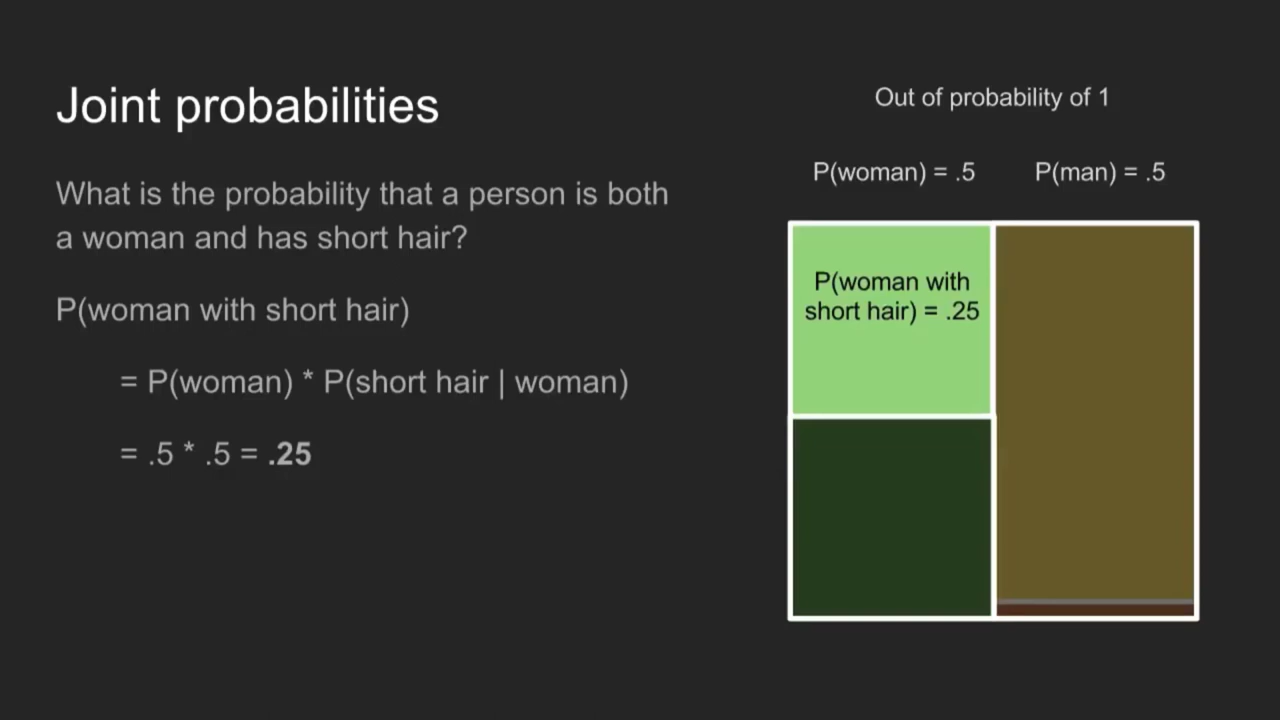 Joint probabilities
What is the probability that a person is both
a woman and has short hair?
P(woman with short hair)
= P(woman) * P(short hair | woman)
= .5 * .5 = .25
Out of probability of 1
P(woman) = .5
P(man) = .5
P(woman with
short hair) = .25